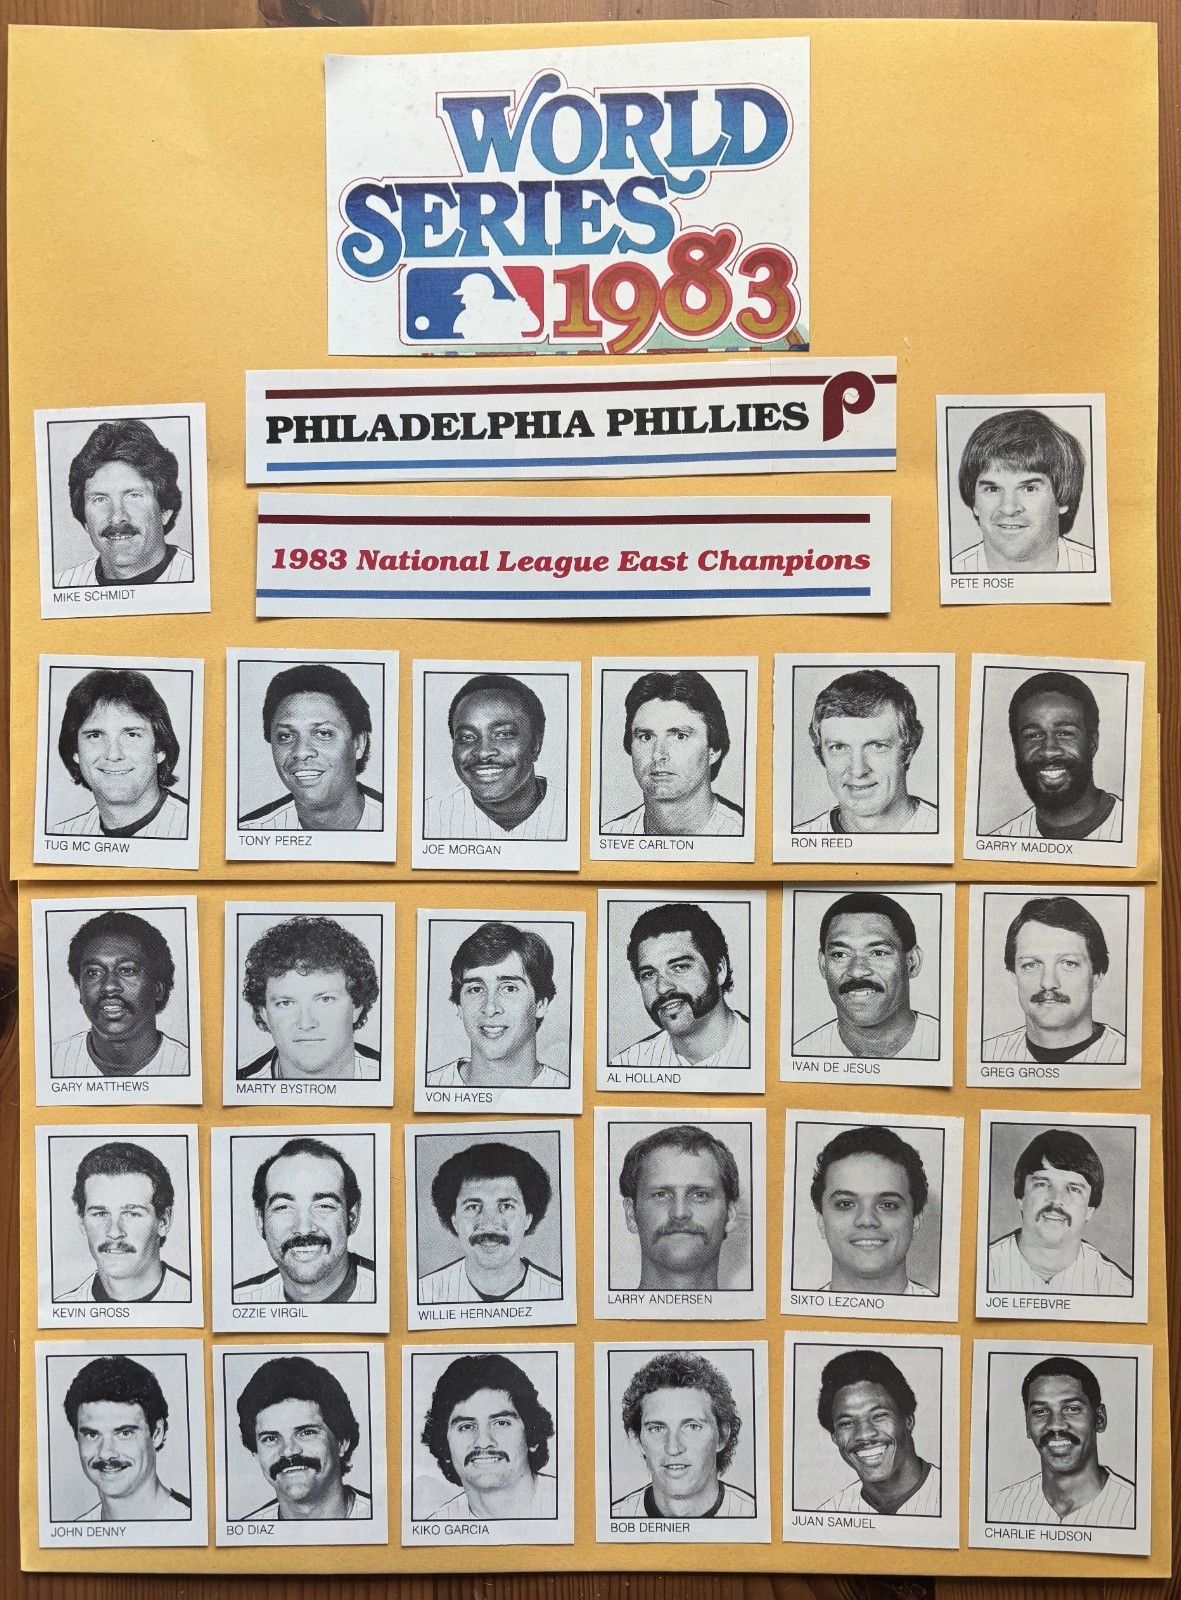 WORLD
SERIES
1983
PHILADELPHIA PHILLIES P
1983 National League East Champions
MIKE SCHMIDT
PETE ROSE
TUG MC GRAW
TONY PEREZ
JOE MORGAN
STEVE CARLTON
RON REED
GARRY MADDOX
GARY MATTHEWS
MARTY BYSTROM
VON HAYES
AL HOLLAND
IVAN DE JESUS
GREG GROSS
KEVIN GROSS
OZZIE VIRGIL
WILLIE HERNANDEZ
LARRY ANDERSEN
SIXTO LEZCANO
JOE LEFEBVRE
JOHN DENNY
BO DIAZ
KIKO GARCIA
BOB DERNIER
JUAN SAMUEL
CHARLIE HUDSON